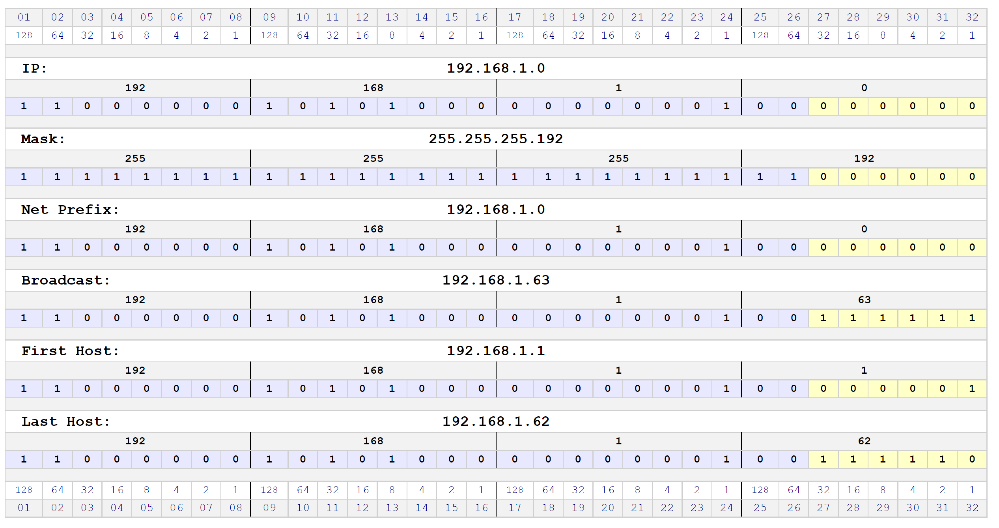 01 02 03 04 05 06 07 08 09 10 11 12 13 14 15 16 17 18 19 20 21 22 23 24 25 26 27 28 29 30 31 32
128 64 32 16 8 4 2 1 128 64 32 16 8 4 2 1 128 64 32 16 8 4 2 1 128 64 32 16 8 4 2 1
IP: 192.168.1.0
192 168 1 0
1 1 0 0 0 0 0 0 1 0 1 0 1 0 0 0 0 0 0 0 0 0 0 1 0 0 0 0 0 0 0 0
Mask: 255.255.255.192
255 255 255 192
1 1 1 1 1 1 1 1 1 1 1 1 1 1 1 1 1 1 1 1 1 1 1 1 1 1 0 0 0 0 0 0
Net Prefix: 192.168.1.0
192 168 1 0
1 1 0 0 0 0 0 0 1 0 1 0 1 0 0 0 0 0 0 0 0 0 0 1 0 0 0 0 0 0 0 0
Broadcast: 192.168.1.63
192 168 1 63
1 1 0 0 0 0 0 0 1 0 1 0 1 0 0 0 0 0 0 0 0 0 0 1 0 0 1 1 1 1 1 1
First Host: 192.168.1.1
192 168 1 1
1 1 0 0 0 0 0 0 1 0 1 0 1 0 0 0 0 0 0 0 0 0 0 1 0 0 0 0 0 0 0 1
Last Host: 192.168.1.62
192 168 1 62
1 1 0 0 0 0 0 0 1 0 1 0 1 0 0 0 0 0 0 0 0 0 0 1 0 0 1 1 1 1 1 0
128 64 32 16 8 4 2 1 128 64 32 16 8 4 2 1 128 64 32 16 8 4 2 1 128 64 32 16 8 4 2 1
01 02 03 04 05 06 07 08 09 10 11 12 13 14 15 16 17 18 19 20 21 22 23 24 25 26 27 28 29 30 31 32